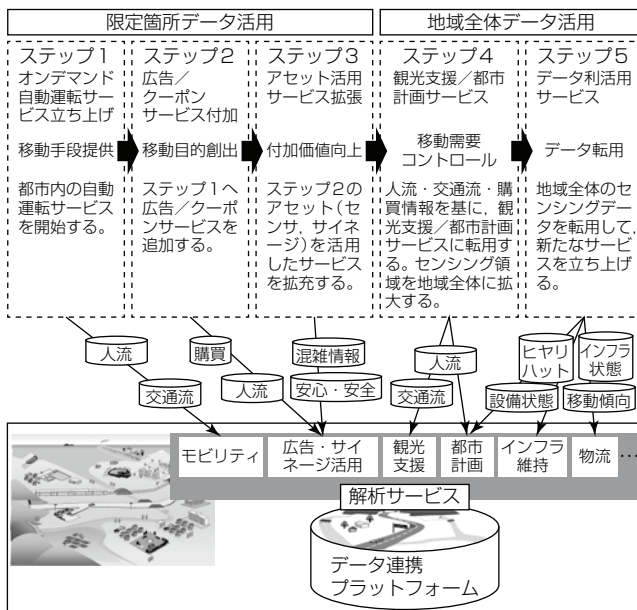 限定箇所データ活用
地域全体データ活用
ステップ1
オンデマンド
自動運転サー
ビス立ち上げ
移動手段提供
都市内の自動
運転サービス
を開始する。
ステップ2
広告／
クーポン
サービス付加
移動目的創出
ステップ1へ
広告／クーポ
ンサービスを
追加する。
ステップ3
アセット活用
サービス拡張
付加価値向上
ステップ2の
アセット（セン
サ，サイネ
ージ）を活用
したサービス
を拡充する。
ステップ4
観光支援／都市
計画サービス
移動需要
コントロール
人流・交通流・購
買情報を基に，観
光支援／都市計画
サービスに転用す
る。センシング領
域を地域全体に拡
大する。
ステップ5
データ利活用
サービス
データ転用
地域全体のセ
ンシングデー
タを転用して，
新たなサービ
スを立ち上げ
る。
人流
購買
混雑情報
人流
ヒヤリ
ハット
インフラ
状態
交通流
人流
安心・安全
交通流
設備状態
移動傾向
モビリティ
広告・サイ
ネージ活用
観光
支援
都市
計画
インフラ
維持
物流
…
解析サービス
データ連携
プラットフォーム